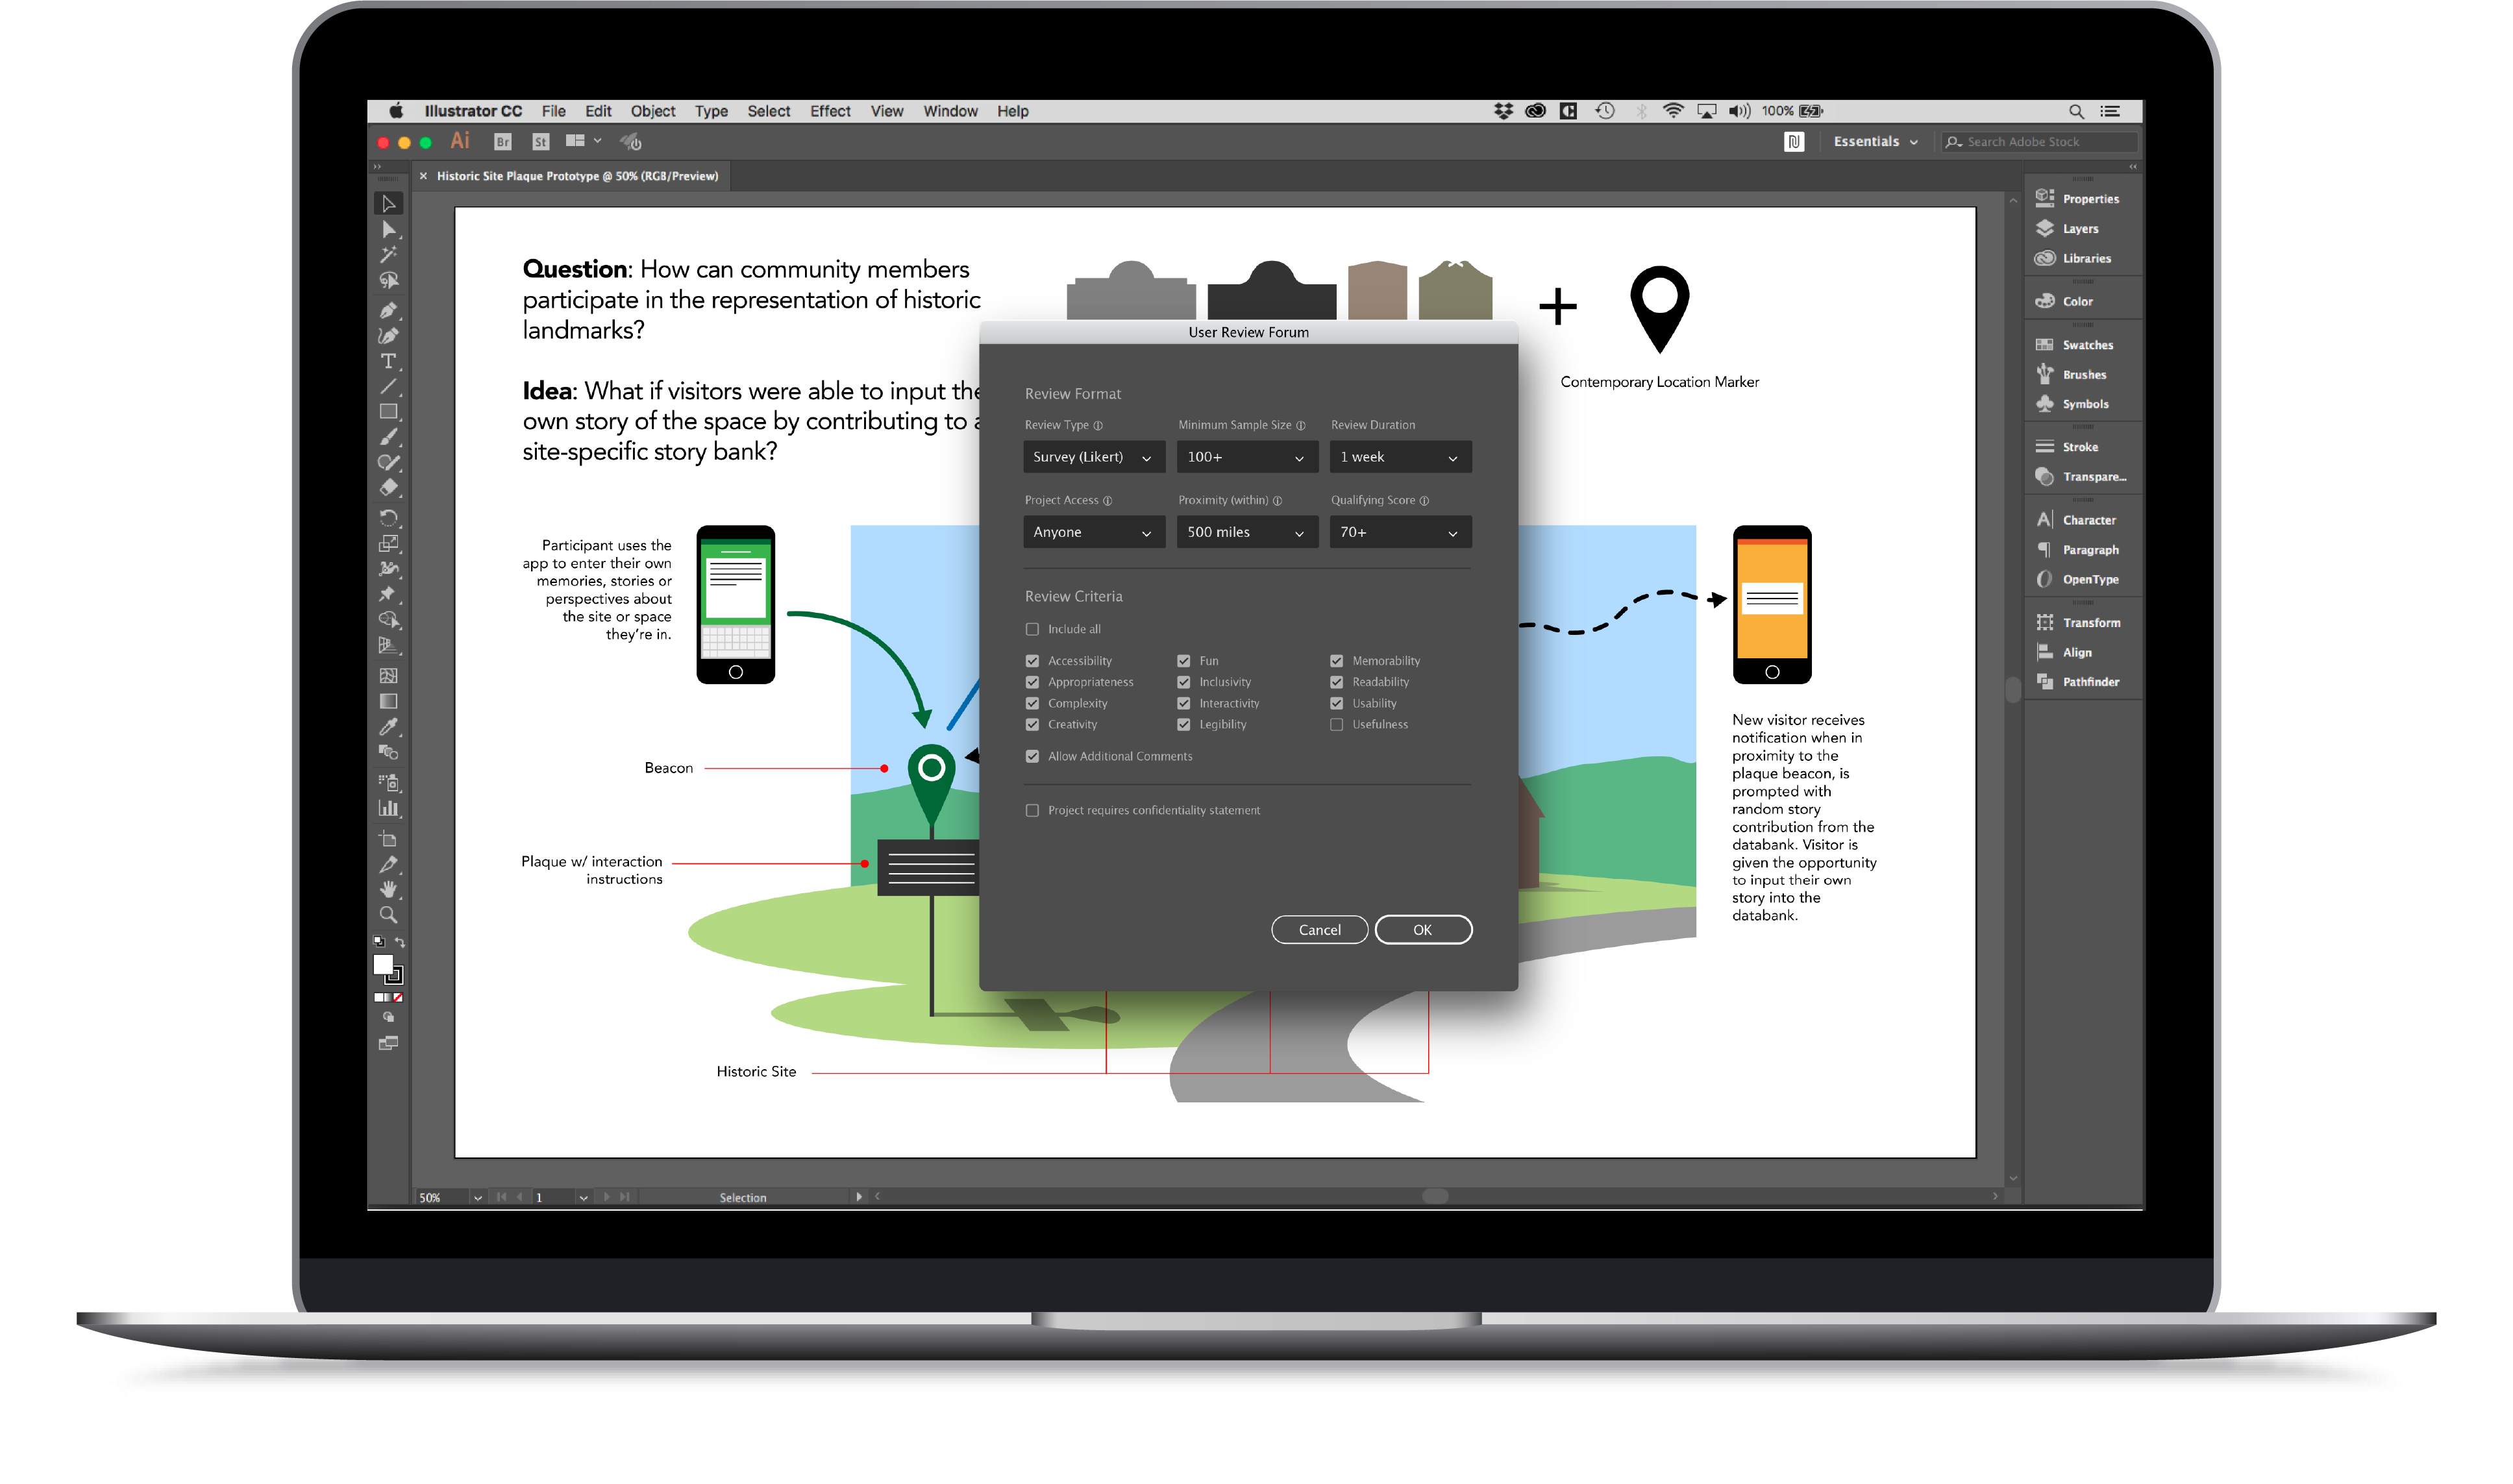 Illustrator CC File Edit Object Type Select Effect View Window Help 100%
Ai Br St Essentials Search Adobe Stock
Historic Site Plaque Prototype @ 50% (RGB/Preview)
Question: How can community members
participate in the representation of historic
landmarks?
Idea: What if visitors were able to input the
own story of the space by contributing to a
site-specific story bank?
Contemporary Location Marker
Participant uses the
app to enter their own
memories, stories or
perspectives about
the site or space
they're in.
Beacon
Plaque w/ interaction
instructions
Historic Site
User Review Forum
Review Format
Review Type Minimum Sample Size Review Duration
Survey (Likert) 100+ 1 week
Project Access Proximity (within) Qualifying Score
Anyone 500 miles 70+
Review Criteria
Include all
Accessibility Fun Memorability
Appropriateness Inclusivity Readability
Complexity Interactivity Usability
Creativity Legibility Usefulness
Allow Additional Comments
Project requires confidentiality statement
Cancel OK
New visitor receives
notification when in
proximity to the
plaque beacon, is
prompted with
random story
contribution from the
databank. Visitor is
given the opportunity
to input their own
story into the
databank.
Properties
Layers
Libraries
Color
Swatches
Brushes
Symbols
Stroke
Transpare...
Character
Paragraph
OpenType
Transform
Align
Pathfinder
50% 1 Selection